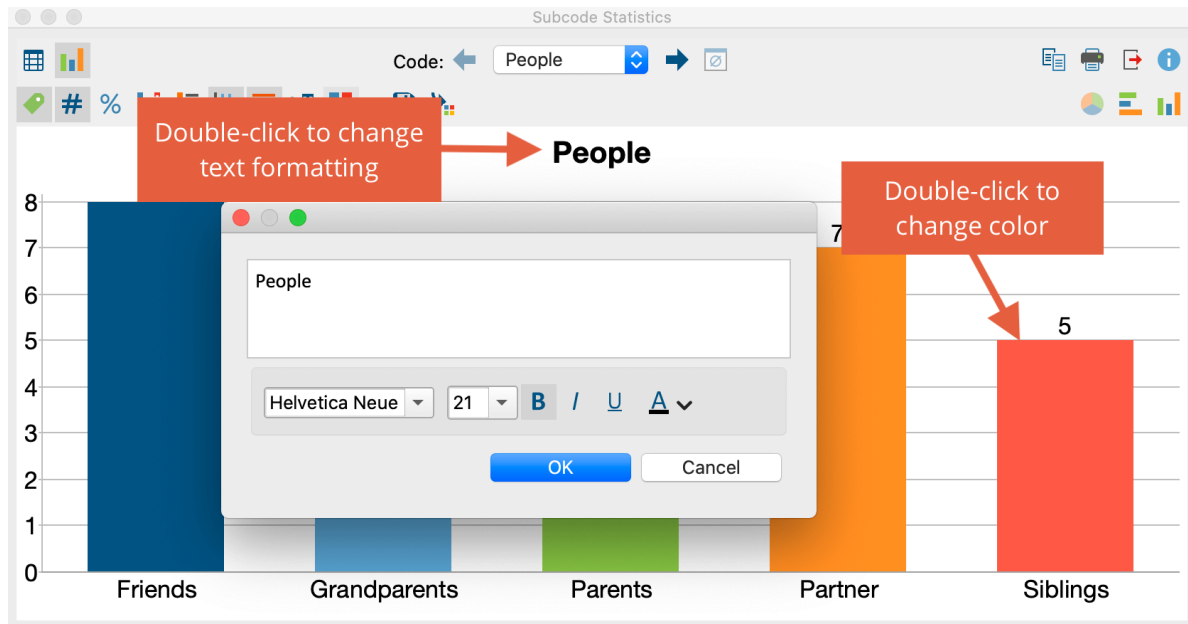 Subcode Statistics
Code:
People
#
%
Double-click to change
text formatting
People
Double-click to
change color
8
7
6
5
4
3
2
1
0
7
5
People
Helvetica Neue
21
B
I
U
A
OK
Cancel
Friends
Grandparents
Parents
Partner
Siblings